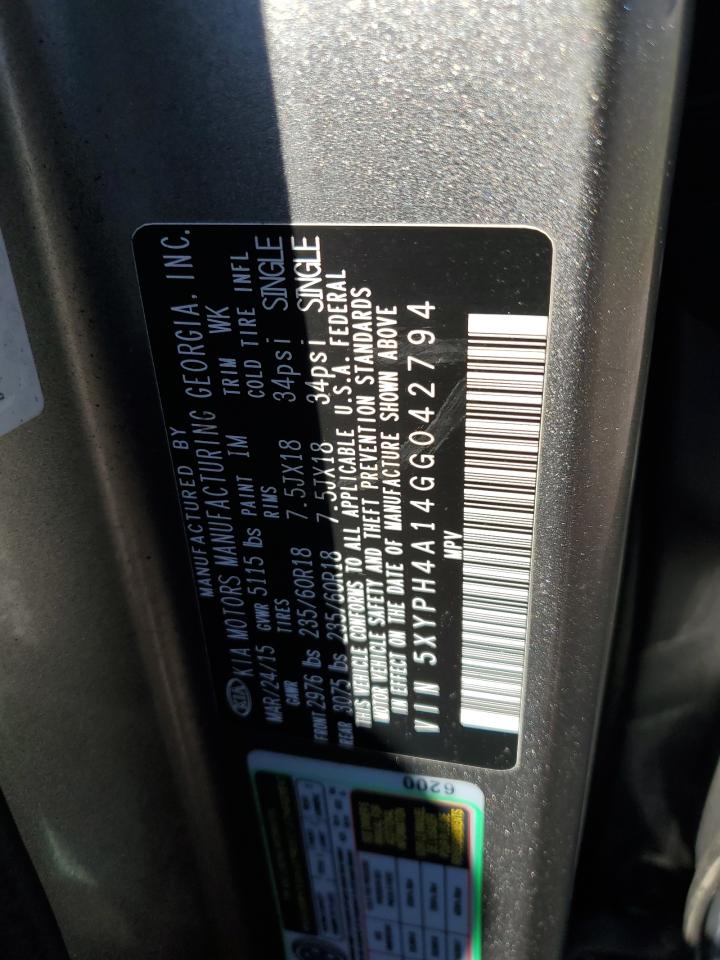 MANUFACTURED BY
KIA KIA MOTORS MANUFACTURING GEORGIA, INC.
MAR/24/15 GVWR 5115 lbs PAINT IM TRIM WK
GAWR TIRES RIMS COLD TIRE INFL
FRONT 2976 lbs 235/60R18 7.5JX18 34psi SINGLE
REAR 3075 lbs 235/60R18 7.5JX18 34psi SINGLE
THIS VEHICLE CONFORMS TO ALL APPLICABLE U.S.A. FEDERAL
MOTOR VEHICLE SAFETY AND THEFT PREVENTION STANDARDS
IN EFFECT ON THE DATE OF MANUFACTURE SHOWN ABOVE
VIN 5XYPH4A14GG042794
MPV
6200